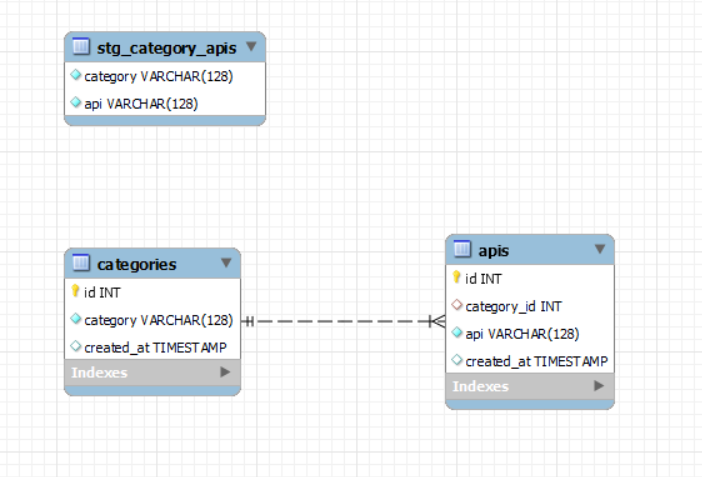 stg_category_apis
category VARCHAR(128)
api VARCHAR(128)
categories
id INT
category VARCHAR(128)
created_at TIMESTAMP
Indexes
apis
id INT
category_id INT
api VARCHAR(128)
created_at TIMESTAMP
Indexes